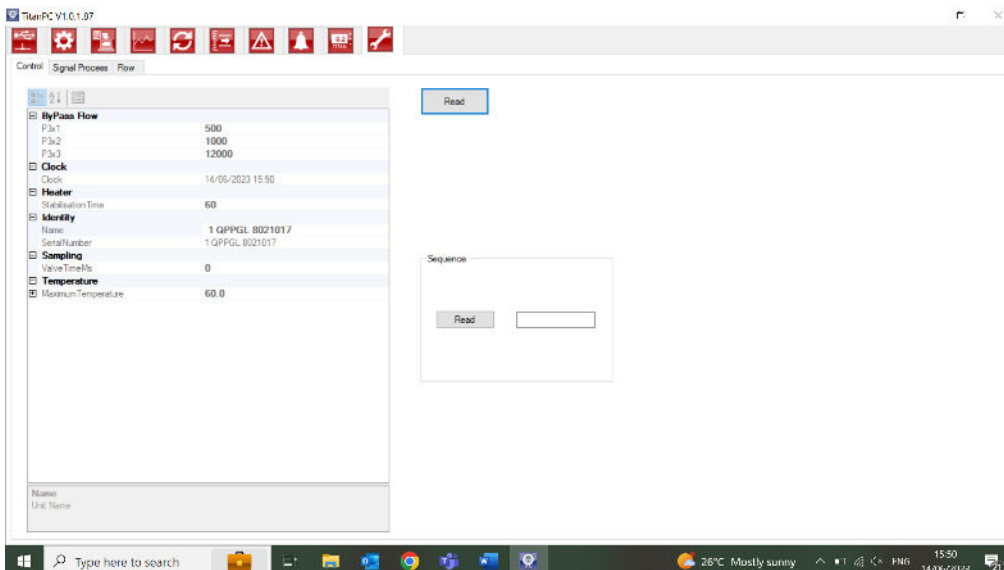 TitanPC V1.0.1.87
Control Signal Process Flow
Read
ByPass Flow
P3x1 500
P3x2 1000
P3x3 12000
Clock
Clock 14/06/2023 15:50
Heater
StabilisationTime 60
Identity
Name 1 QPPGL 8021017
SerialNumber 1 QPPGL 8021017
Sampling
ValveTimeMs 0
Temperature
Maximum Temperature 60.0
Sequence
Read
Name
Unit Name
Type here to search
26°C Mostly sunny
ENG
15:50
14/06/2023